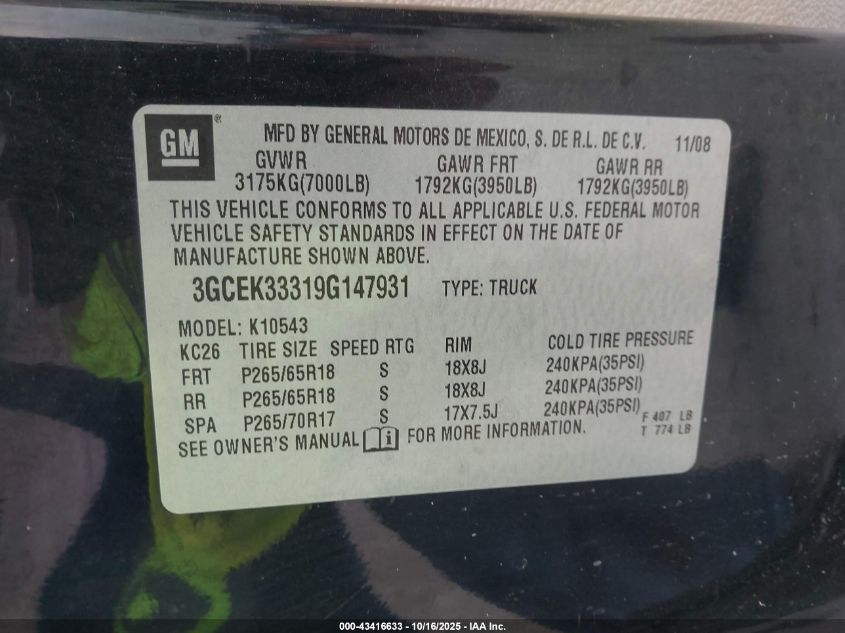 GM ® MFD BY GENERAL MOTORS DE MEXICO, S. DE R.L. DE C.V. 11/08
GVWR GAWR FRT GAWR RR
3175KG(7000LB) 1792KG(3950LB) 1792KG(3950LB)
THIS VEHICLE CONFORMS TO ALL APPLICABLE U.S. FEDERAL MOTOR
VEHICLE SAFETY STANDARDS IN EFFECT ON THE DATE OF
MANUFACTURE SHOWN ABOVE.
3GCEK33319G147931 TYPE: TRUCK
MODEL: K10543
KC26 TIRE SIZE SPEED RTG RIM COLD TIRE PRESSURE
FRT P265/65R18 S 18X8J 240KPA(35PSI)
RR P265/65R18 S 18X8J 240KPA(35PSI)
SPA P265/70R17 S 17X7.5J 240KPA(35PSI) F 407 LB
T 774 LB
SEE OWNER'S MANUAL i FOR MORE INFORMATION.
000-43416633 - 10/16/2025 - IAA Inc.